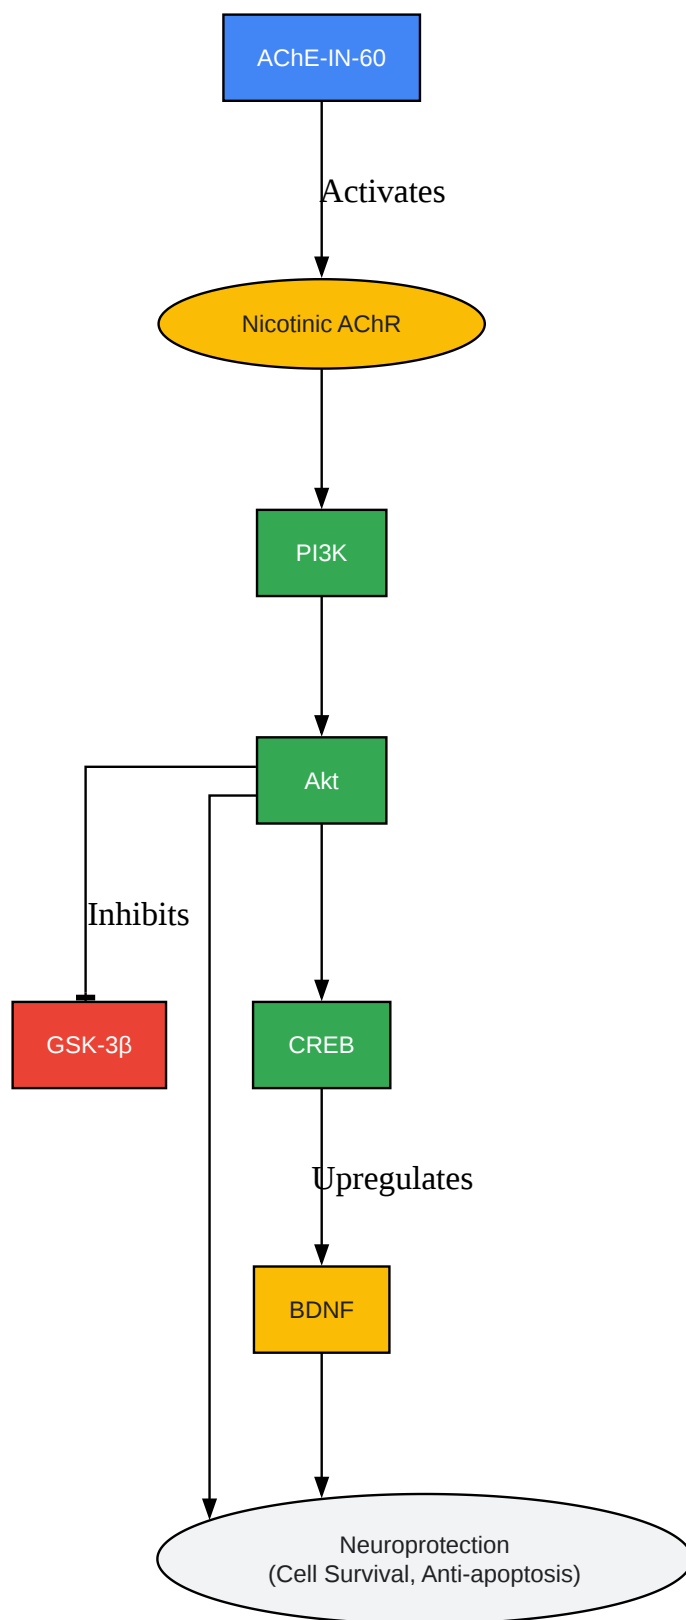 AChE-IN-60
Activates
Nicotinic AChR
PI3K
Akt
Inhibits
GSK-3β
CREB
Upregulates
BDNF
Neuroprotection
(Cell Survival, Anti-apoptosis)